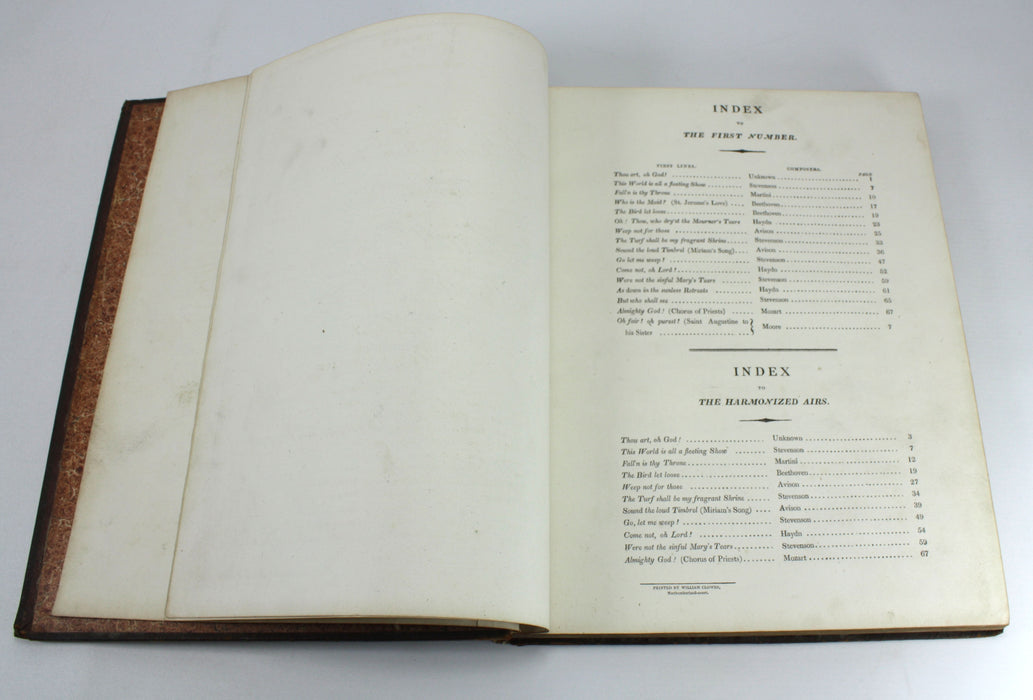 INDEX
TO
THE FIRST NUMBER.
FIRST LINES. COMPOSERS. PAGE
Thou art, oh God! Unknown 1
This World is all a fleeting Show Stevenson 7
Fall'n is thy Throne Martini 10
Who is the Maid? (St. Jerome's Love) Beethoven 17
The Bird let loose Beethoven 19
Oh! Thou, who dry'st the Mourner's Tears Haydn 23
Weep not for those Avison 25
The Turf shall be my fragrant Shrine Stevenson 33
Sound the loud Timbrel (Miriam's Song) Avison 36
Go let me weep! Stevenson 47
Come not, oh Lord! Haydn 52
Were not the sinful Mary's Tears Stevenson 59
As down in the sunless Retreats Haydn 61
But who shall see Stevenson 65
Almighty God! (Chorus of Priests) Mozart 67
Oh fair! oh purest! (Saint Augustine to his Sister } Moore 7
INDEX
TO
THE HARMONIZED AIRS.
Thou art, oh God! Unknown 3
This World is all a fleeting Show Stevenson 7
Fall'n is thy Throne Martini 12
The Bird let loose Beethoven 19
Weep not for those Avison 27
The Turf shall be my fragrant Shrine Stevenson 34
Sound the loud Timbrel (Miriam's Song) Avison 39
Go, let me weep! Stevenson 49
Come not, oh Lord! Haydn 54
Were not the sinful Mary's Tears Stevenson 59
Almighty God! (Chorus of Priests) Mozart 67
PRINTED BY WILLIAM CLOWES,
Northumberland-court.